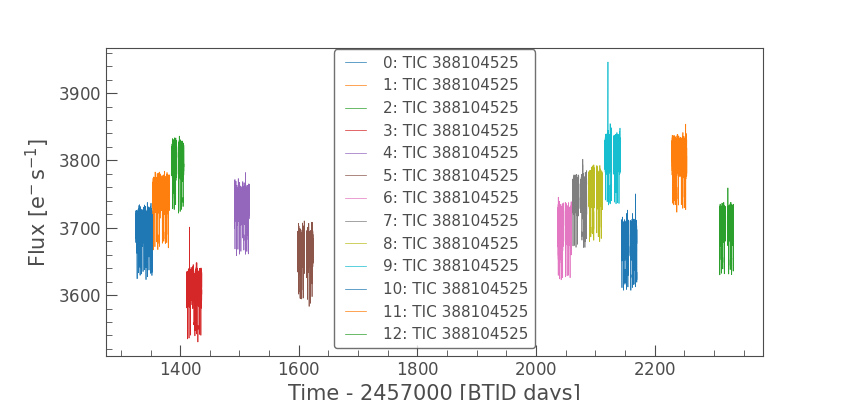 3900
3800
3700
3600
Flux [e⁻ s⁻¹]
0: TIC 388104525
1: TIC 388104525
2: TIC 388104525
3: TIC 388104525
4: TIC 388104525
5: TIC 388104525
6: TIC 388104525
7: TIC 388104525
8: TIC 388104525
9: TIC 388104525
10: TIC 388104525
11: TIC 388104525
12: TIC 388104525
1400 1600 1800 2000 2200
Time - 2457000 [BTJD days]